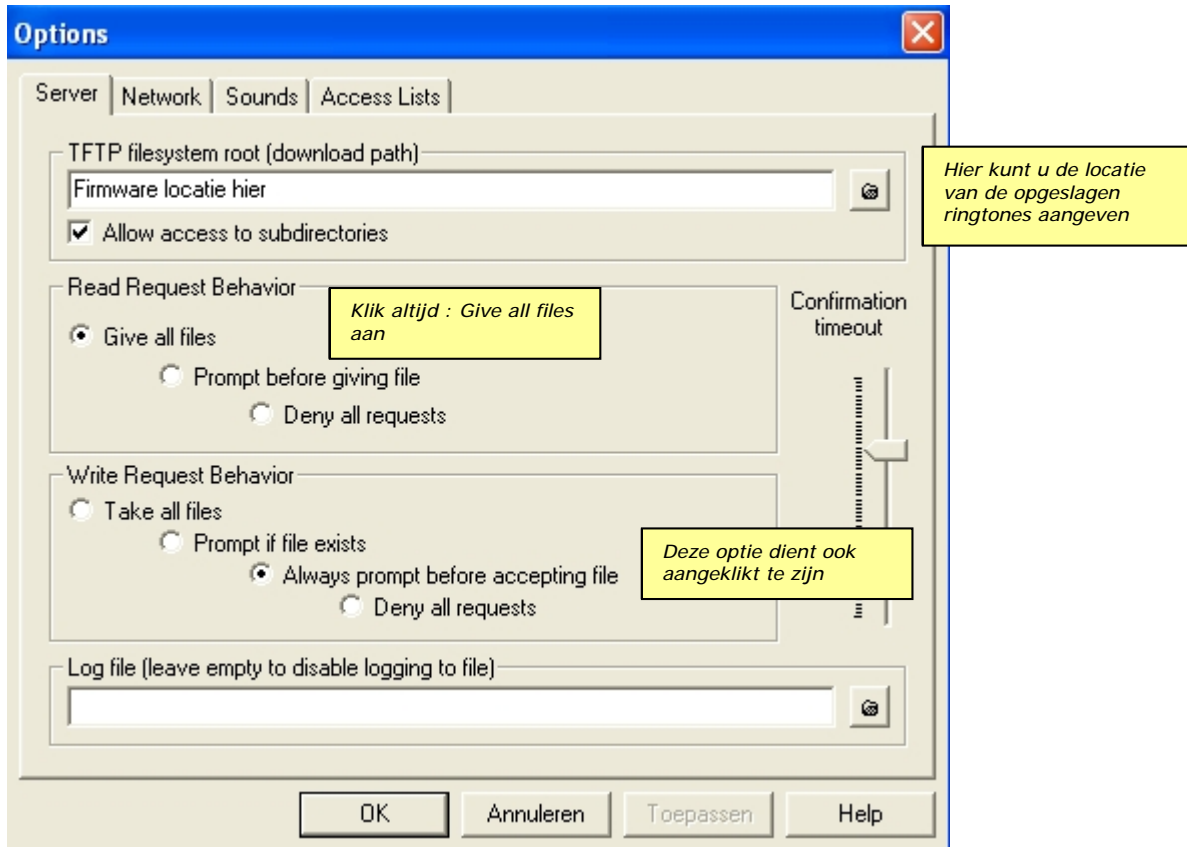 Options
Server Network Sounds Access Lists
TFTP filesystem root (download path)
Firmware locatie hier
Allow access to subdirectories
Hier kunt u de locatie
van de opgeslagen
ringtones aangeven
Read Request Behavior
Klik altijd : Give all files
aan
Give all files
Prompt before giving file
Deny all requests
Confirmation
timeout
Write Request Behavior
Take all files
Prompt if file exists
Always prompt before accepting file
Deny all requests
Deze optie dient ook
aangeklikt te zijn
Log file (leave empty to disable logging to file)
OK Annuleren Toepassen Help